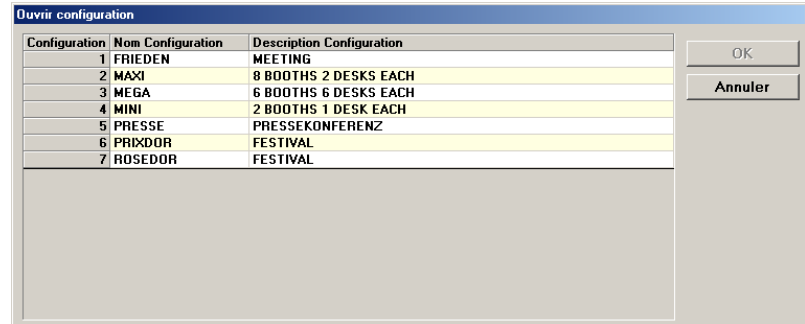 Ouvrir configuration
Configuration Nom Configuration Description Configuration
1 FRIEDEN MEETING
2 MAXI 8 BOOTHS 2 DESKS EACH
3 MEGA 6 BOOTHS 6 DESKS EACH
4 MINI 2 BOOTHS 1 DESK EACH
5 PRESSE PRESSEKONFERENZ
6 PRIXDOR FESTIVAL
7 ROSEDOR FESTIVAL
OK
Annuler